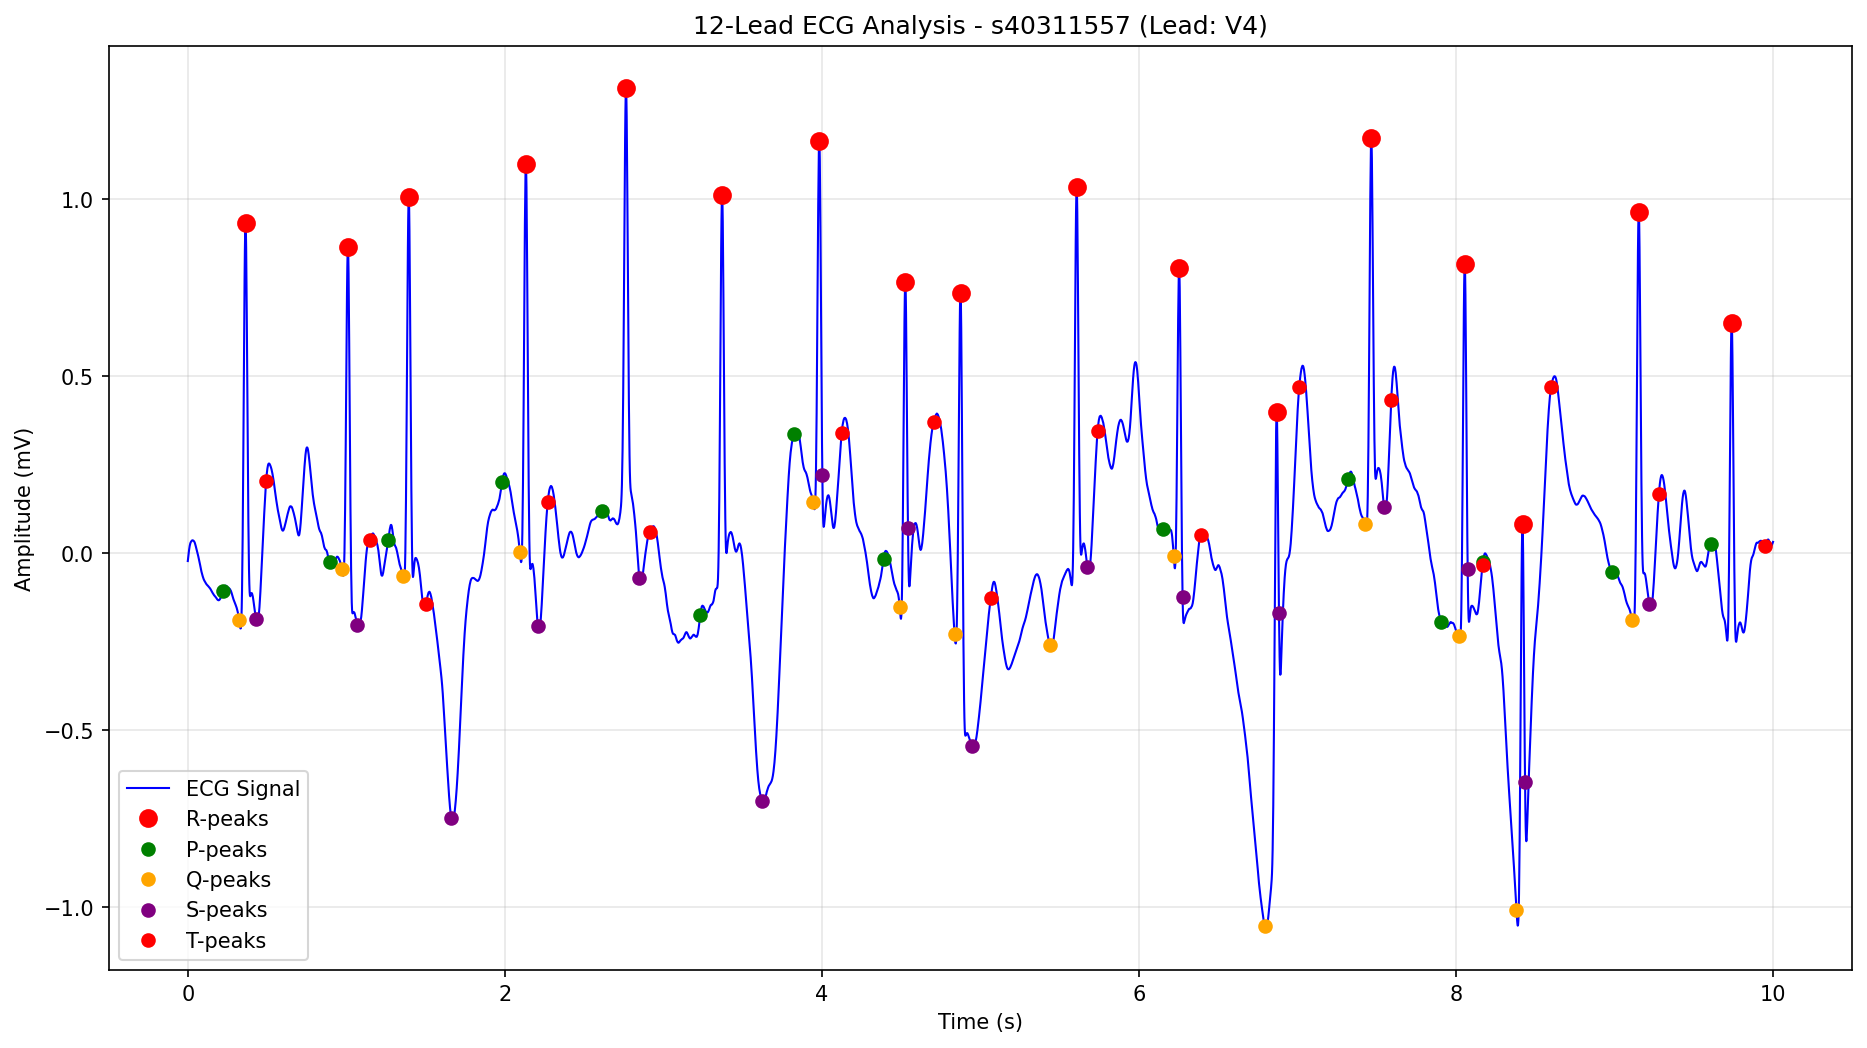 12-Lead ECG Analysis - s40311557 (Lead: V4)
Amplitude (mV)
1.0
0.5
0.0
−0.5
−1.0
ECG Signal
R-peaks
P-peaks
Q-peaks
S-peaks
T-peaks
0 2 4 6 8 10
Time (s)